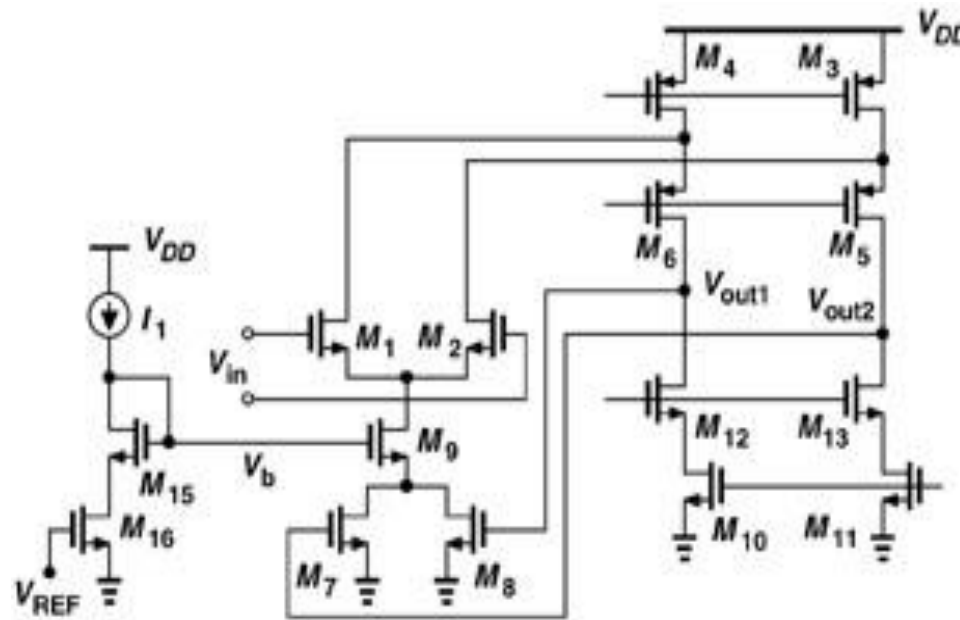 V_DD
M_4
M_3
M_6
M_5
V_DD
I_1
V_out1
V_out2
V_in
M_1
M_2
M_12
M_13
V_b
M_9
M_15
M_16
M_10
M_11
M_7
M_8
V_REF